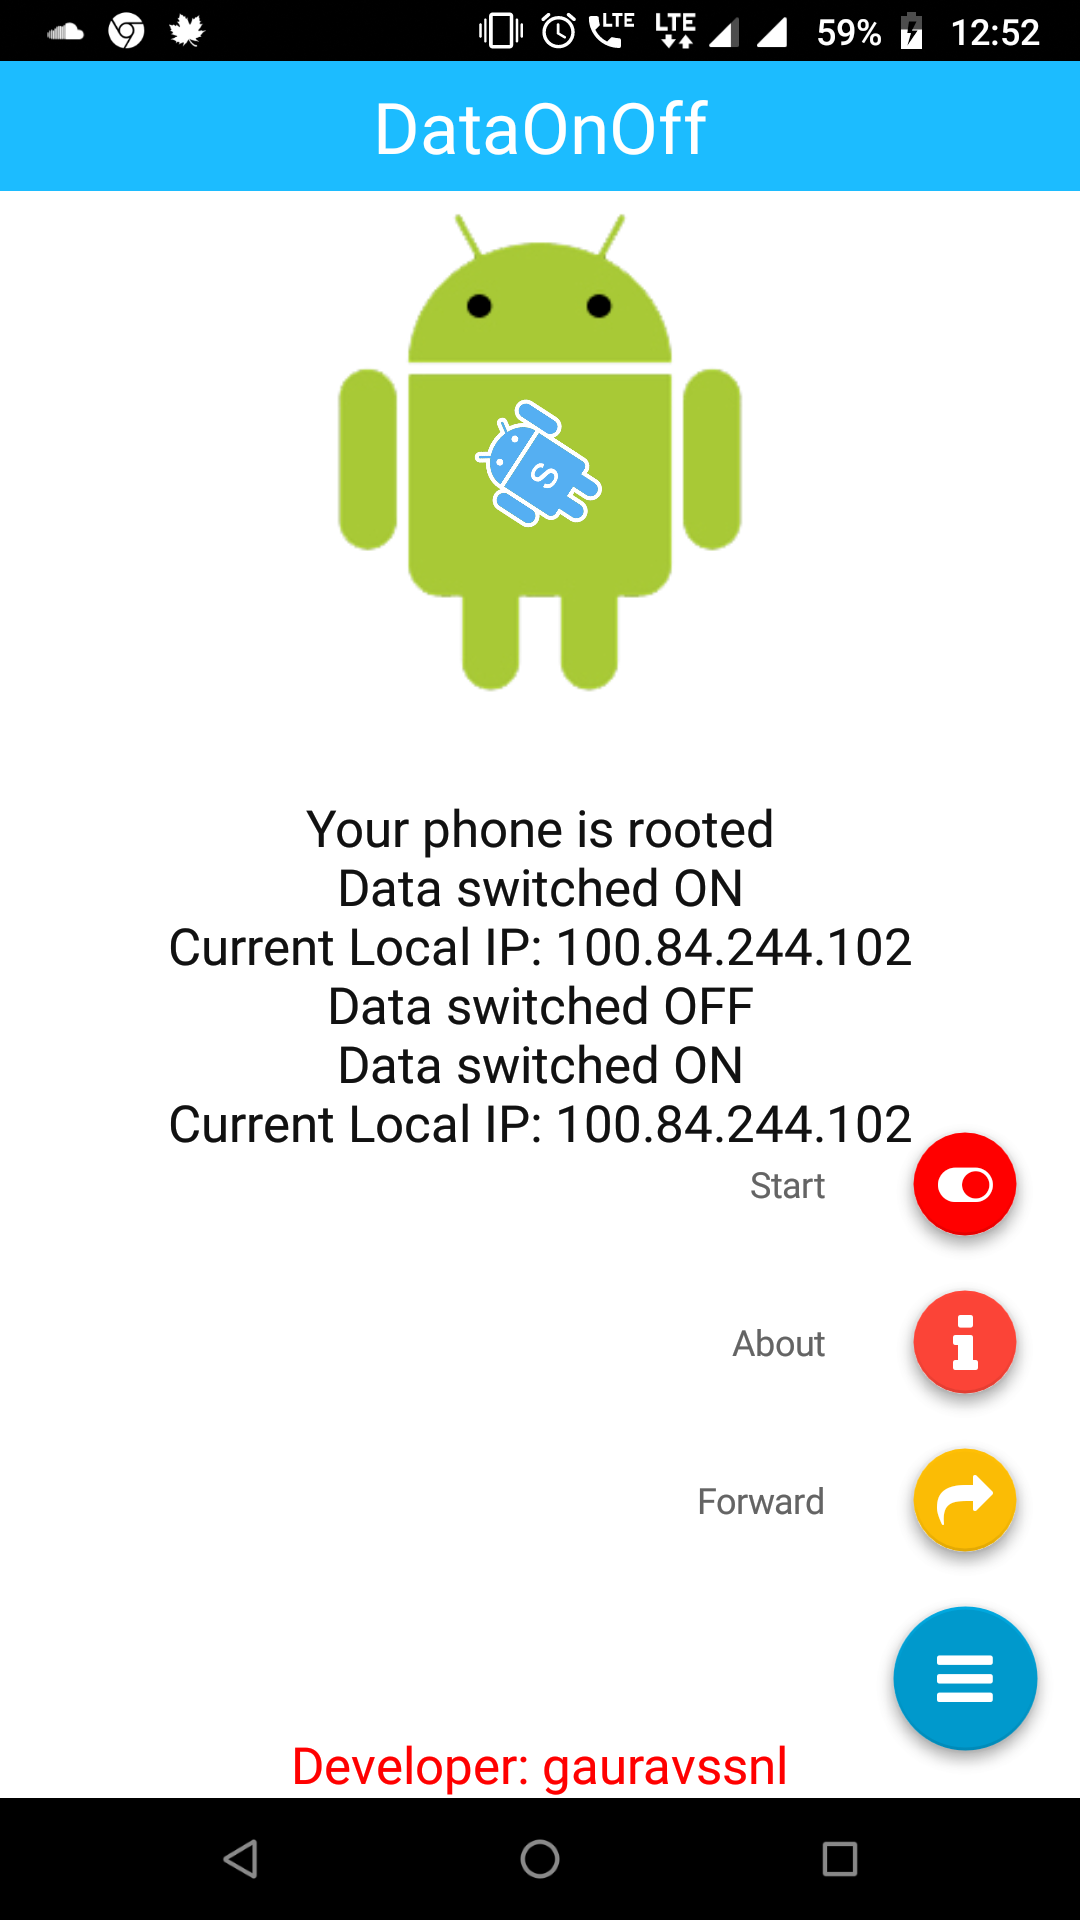 LTE LTE 59% 12:52
DataOnOff
S
Your phone is rooted
Data switched ON
Current Local IP: 100.84.244.102
Data switched OFF
Data switched ON
Current Local IP: 100.84.244.102
Start
About
Forward
Developer: gauravssnl